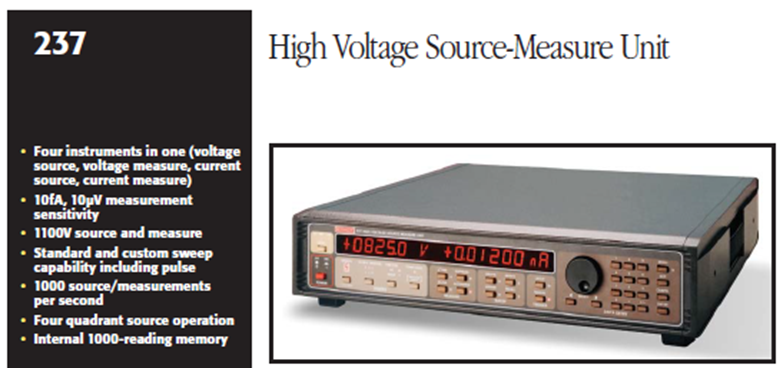 237
High Voltage Source-Measure Unit
• Four instruments in one (voltage
source, voltage measure, current
source, current measure)
• 10fA, 10µV measurement
sensitivity
• 1100V source and measure
• Standard and custom sweep
capability including pulse
• 1000 source/measurements
per second
• Four quadrant source operation
• Internal 1000-reading memory
+0825.0 V +0.01200 nA